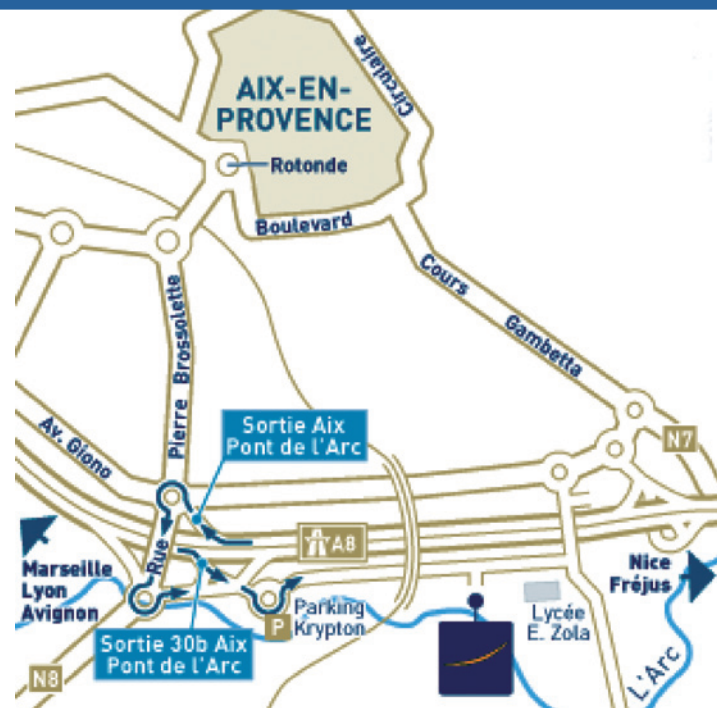 Circulaire
AIX-EN-
PROVENCE
Rotonde
Boulevard
Cours
Gambetta
Pierre Brossolette
Av. Giono
Sortie Aix
Pont de l'Arc
N7
A8
Rue
Marseille
Lyon
Avignon
Nice
Fréjus
P
Parking
Krypton
Lycée
E. Zola
Sortie 30b Aix
Pont de l'Arc
N8
L'Arc